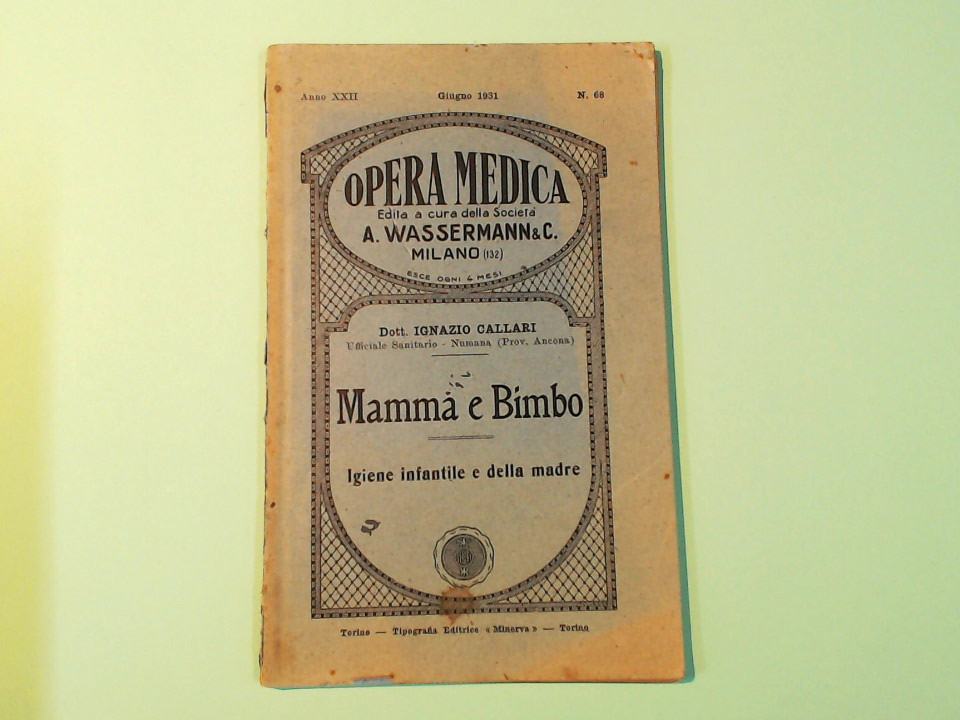 Anno XXII Giugno 1931 N. 68
OPERA MEDICA
Edita a cura della Società
A. WASSERMANN & C.
MILANO (132)
ESCE OGNI 4 MESI
Dott. IGNAZIO CALLARI
Ufficiale Sanitario - Numana (Prov. Ancona)
Mamma e Bimbo
Igiene infantile e della madre
Torino — Tipografia Editrice « Minerva » — Torino